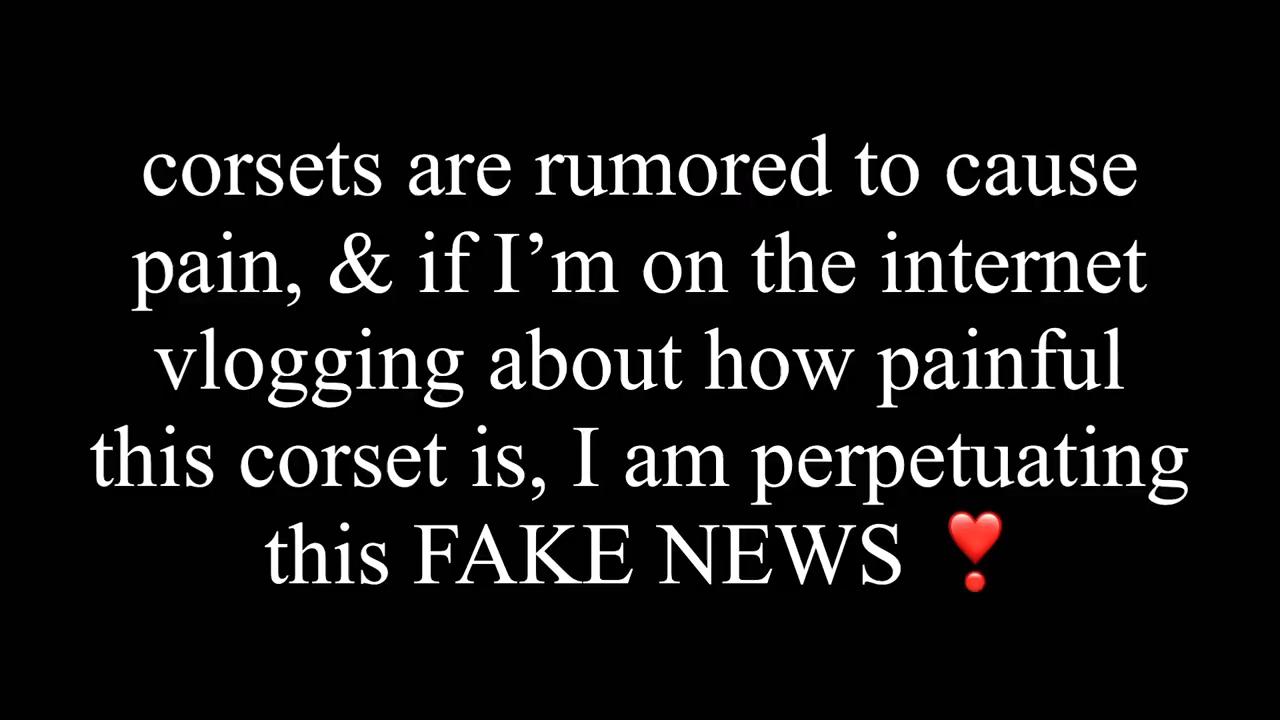 corsets are rumored to cause
pain, & if I’m on the internet
vlogging about how painful
this corset is, I am perpetuating
this FAKE NEWS ❣️